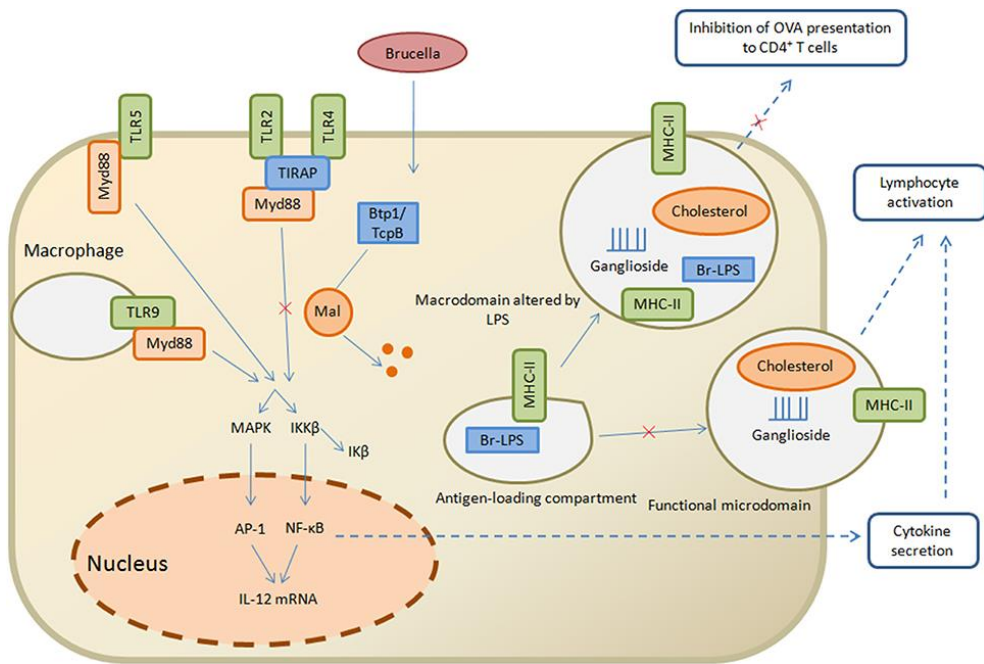 Inhibition of OVA presentation
to CD4⁺ T cells
Brucella
TLR5
TLR2
TLR4
MHC-II
Myd88
TIRAP
Myd88
Btp1/
TcpB
Cholesterol
Lymphocyte
activation
Macrophage
Ganglioside
Br-LPS
MHC-II
TLR9
Myd88
Mal
Macrodomain altered by
LPS
Cholesterol
MHC-II
MHC-II
Ganglioside
MAPK
IKKβ
IKβ
Br-LPS
Antigen-loading compartment
Functional microdomain
AP-1
NF-κB
Cytokine
secretion
Nucleus
IL-12 mRNA